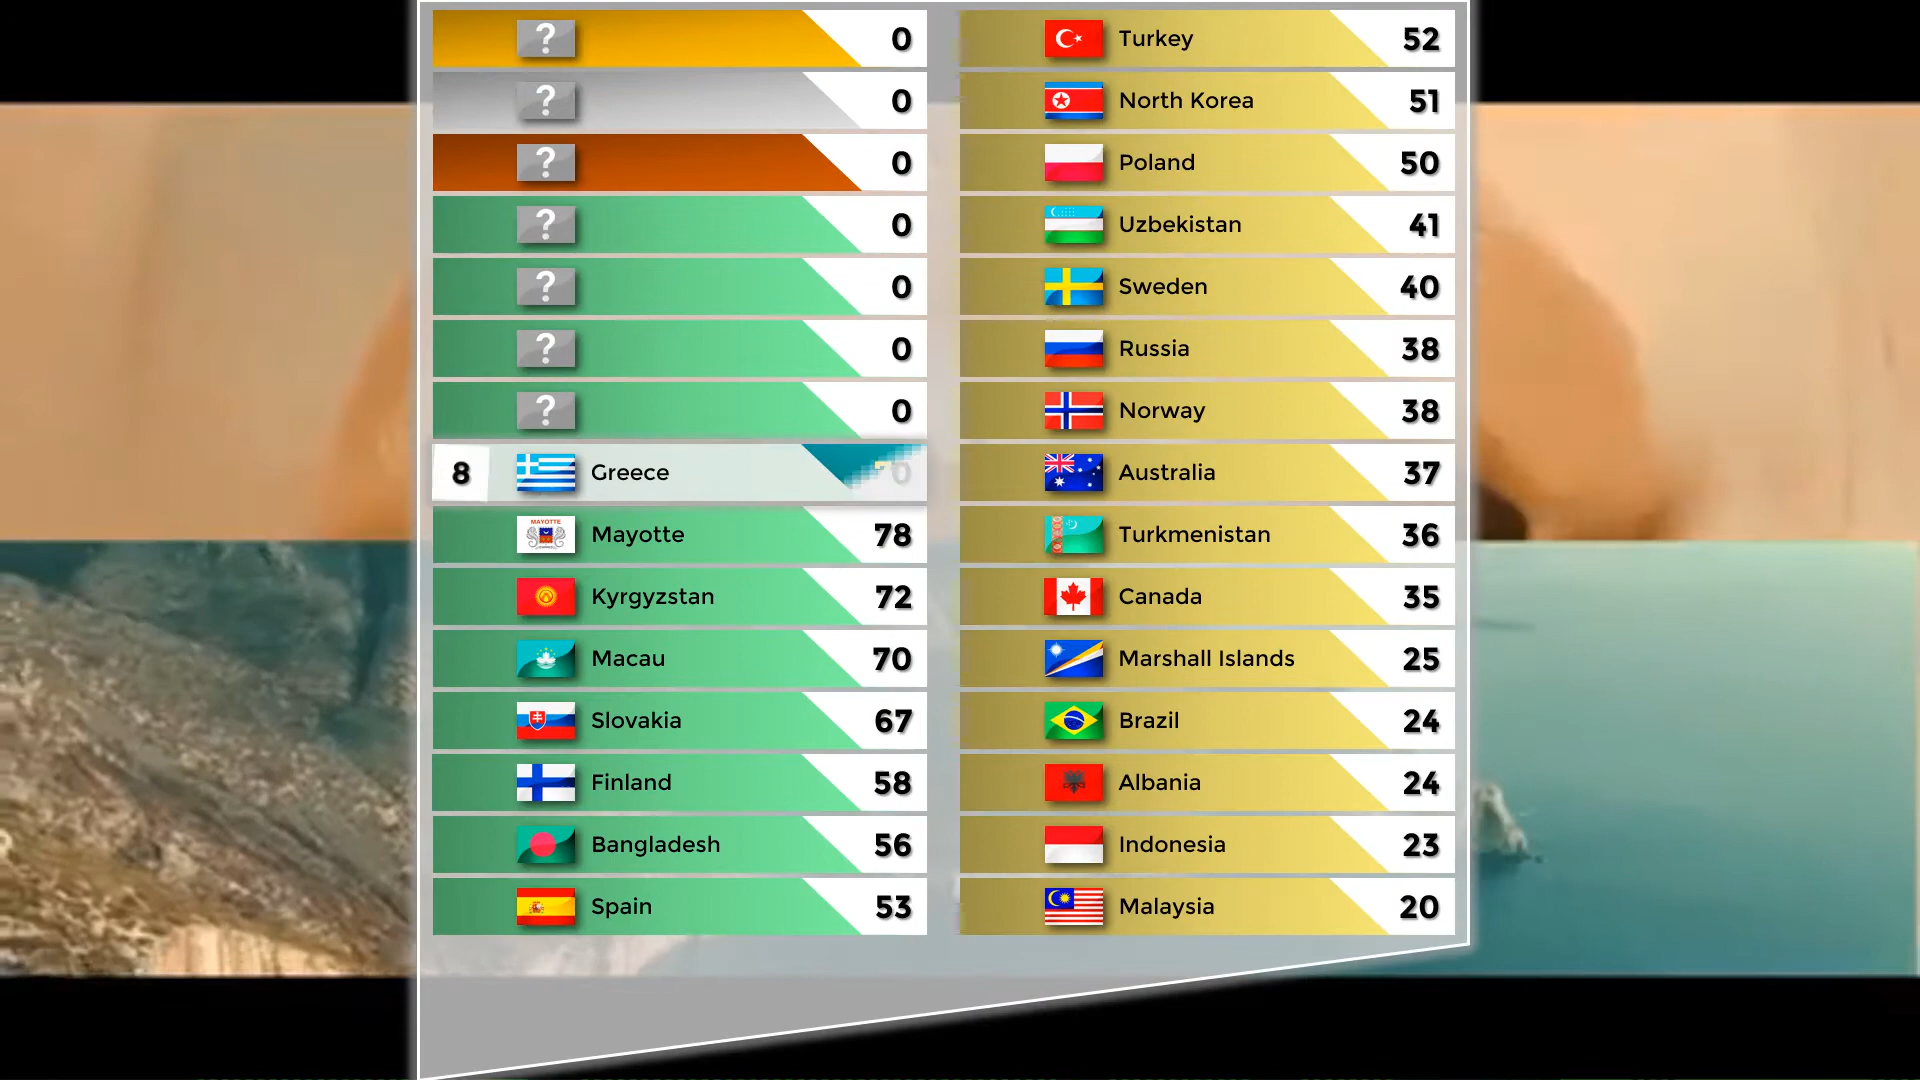 ? 0
? 0
? 0
? 0
? 0
? 0
? 0
8 Greece
MAYOTTE Mayotte 78
Kyrgyzstan 72
Macau 70
Slovakia 67
Finland 58
Bangladesh 56
Spain 53
Turkey 52
North Korea 51
Poland 50
Uzbekistan 41
Sweden 40
Russia 38
Norway 38
Australia 37
Turkmenistan 36
Canada 35
Marshall Islands 25
Brazil 24
Albania 24
Indonesia 23
Malaysia 20